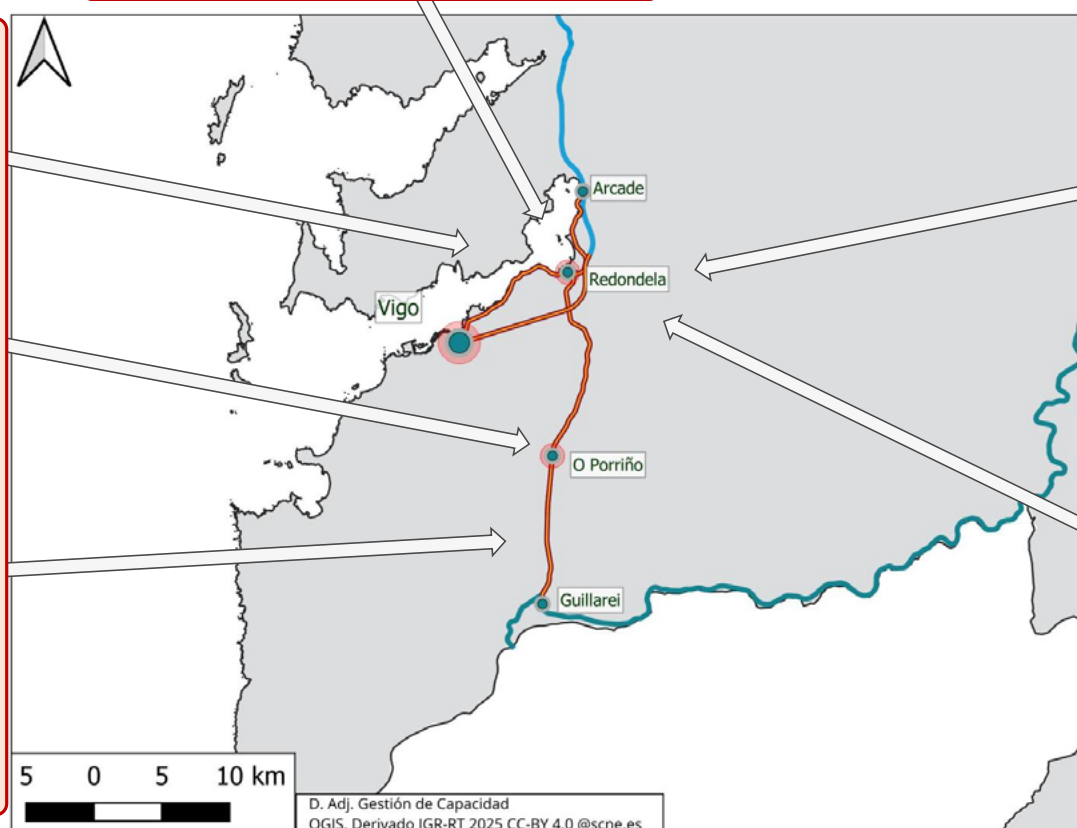 Arcade
Redondela
Vigo
O Porriño
Guillarei
5 0 5 10 km
D. Adj. Gestión de Capacidad
QGIS. Derivado IGR-RT 2025 CC-BY 4.0 @scne.es